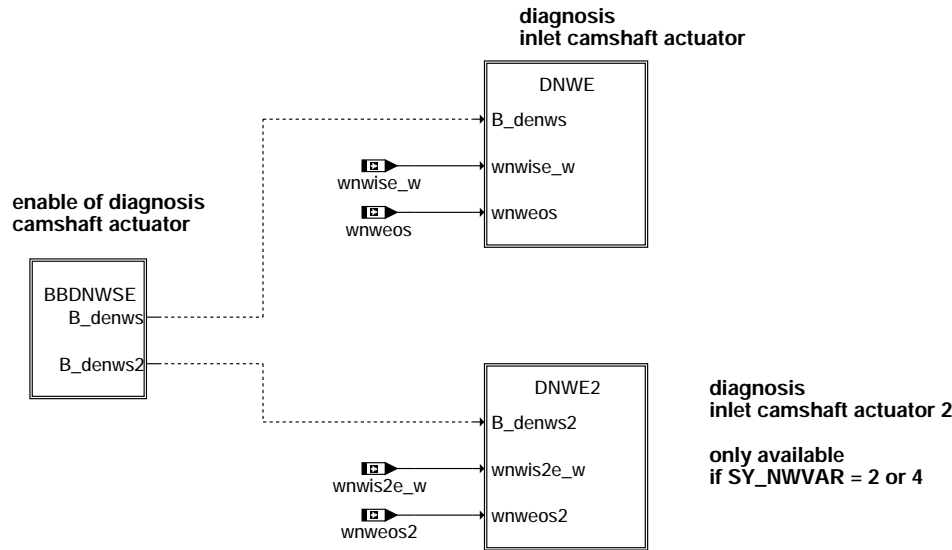 diagnosis
inlet camshaft actuator
DNWE
B_denws
wnwise_w
wnwise_w
wnweos
wnweos
enable of diagnosis
camshaft actuator
BBDNWSE
B_denws
B_denws2
DNWE2
B_denws2
wnwis2e_w
wnwis2e_w
wnweos2
wnweos2
diagnosis
inlet camshaft actuator 2
only available
if SY_NWVAR = 2 or 4